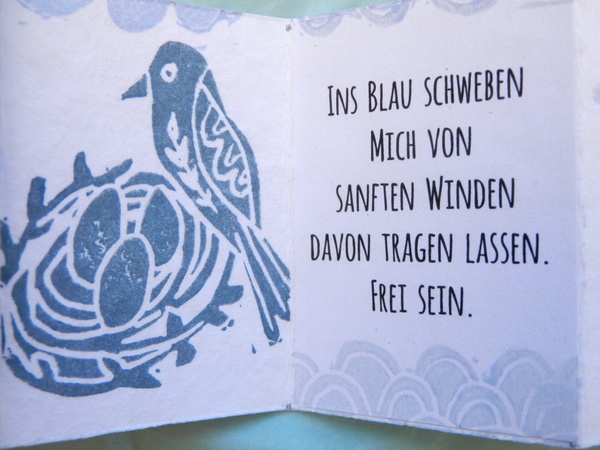 Ins Blau schweben
Mich von
sanften Winden
davon tragen lassen.
Frei sein.